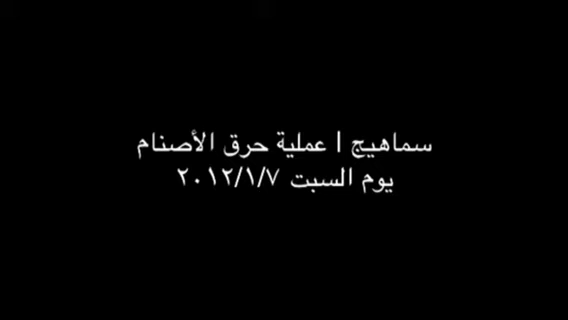 سماهيج | عملية حرق الأصنام
يوم السبت ٢٠١٢/١/٧